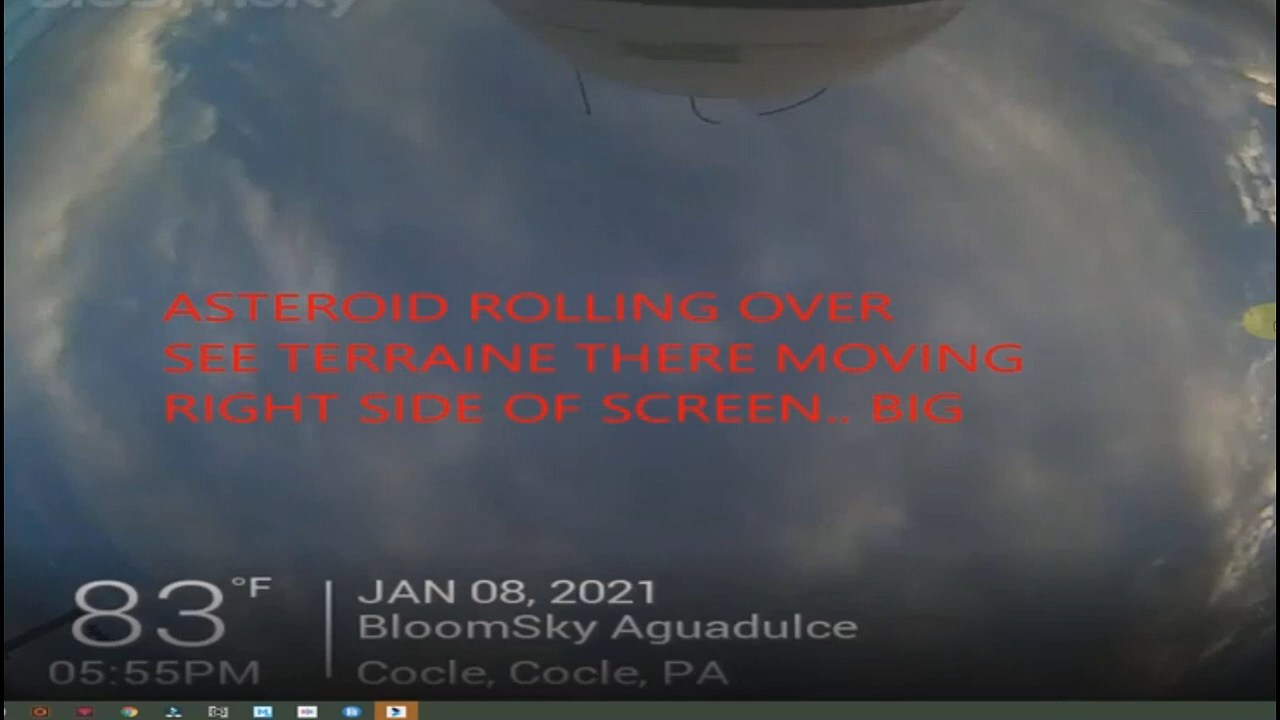 BloomSky
ASTEROID ROLLING OVER
SEE TERRAINE THERE MOVING
RIGHT SIDE OF SCREEN.. BIG
83°F
05:55PM
JAN 08, 2021
BloomSky Aguadulce
Cocle, Cocle, PA